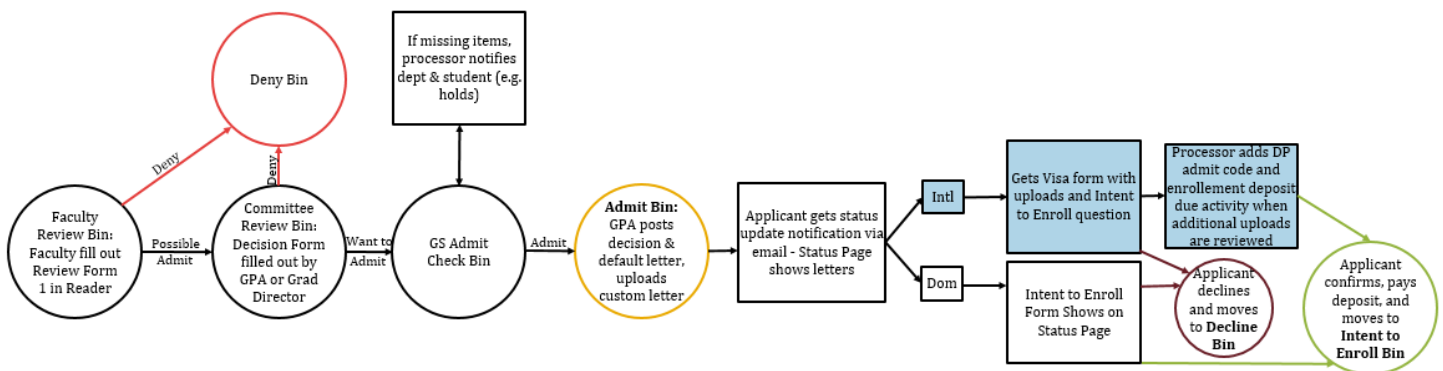 Deny Bin
If missing items,
processor notifies
dept & student (e.g.
holds)
Deny
Deny
Faculty
Review Bin:
Faculty fill out
Review Form
1 in Reader
Possible
Admit
Committee
Review Bin:
Decision Form
filled out by
GPA or Grad
Director
Want to
Admit
GS Admit
Check Bin
Admit
Admit Bin:
GPA posts
decision &
default letter,
uploads
custom letter
Applicant gets status
update notification via
email - Status Page
shows letters
Intl
Dom
Gets Visa form with
uploads and Intent
to Enroll question
Processor adds DP
admit code and
enrollement deposit
due activity when
additional uploads
are reviewed
Intent to Enroll
Form Shows on
Status Page
Applicant
declines
and moves
to Decline
Bin
Applicant
confirms, pays
deposit, and
moves to
Intent to
Enroll Bin